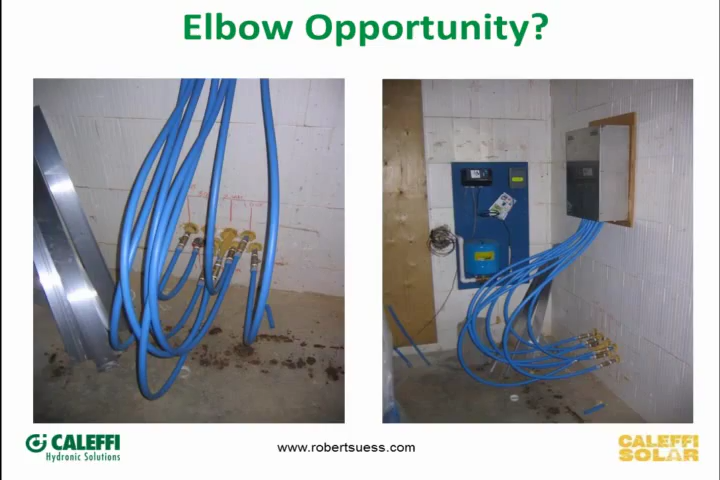 Elbow Opportunity?
CALEFFI
Hydronic Solutions
www.robertsuess.com
CALEFFI
SOLAR